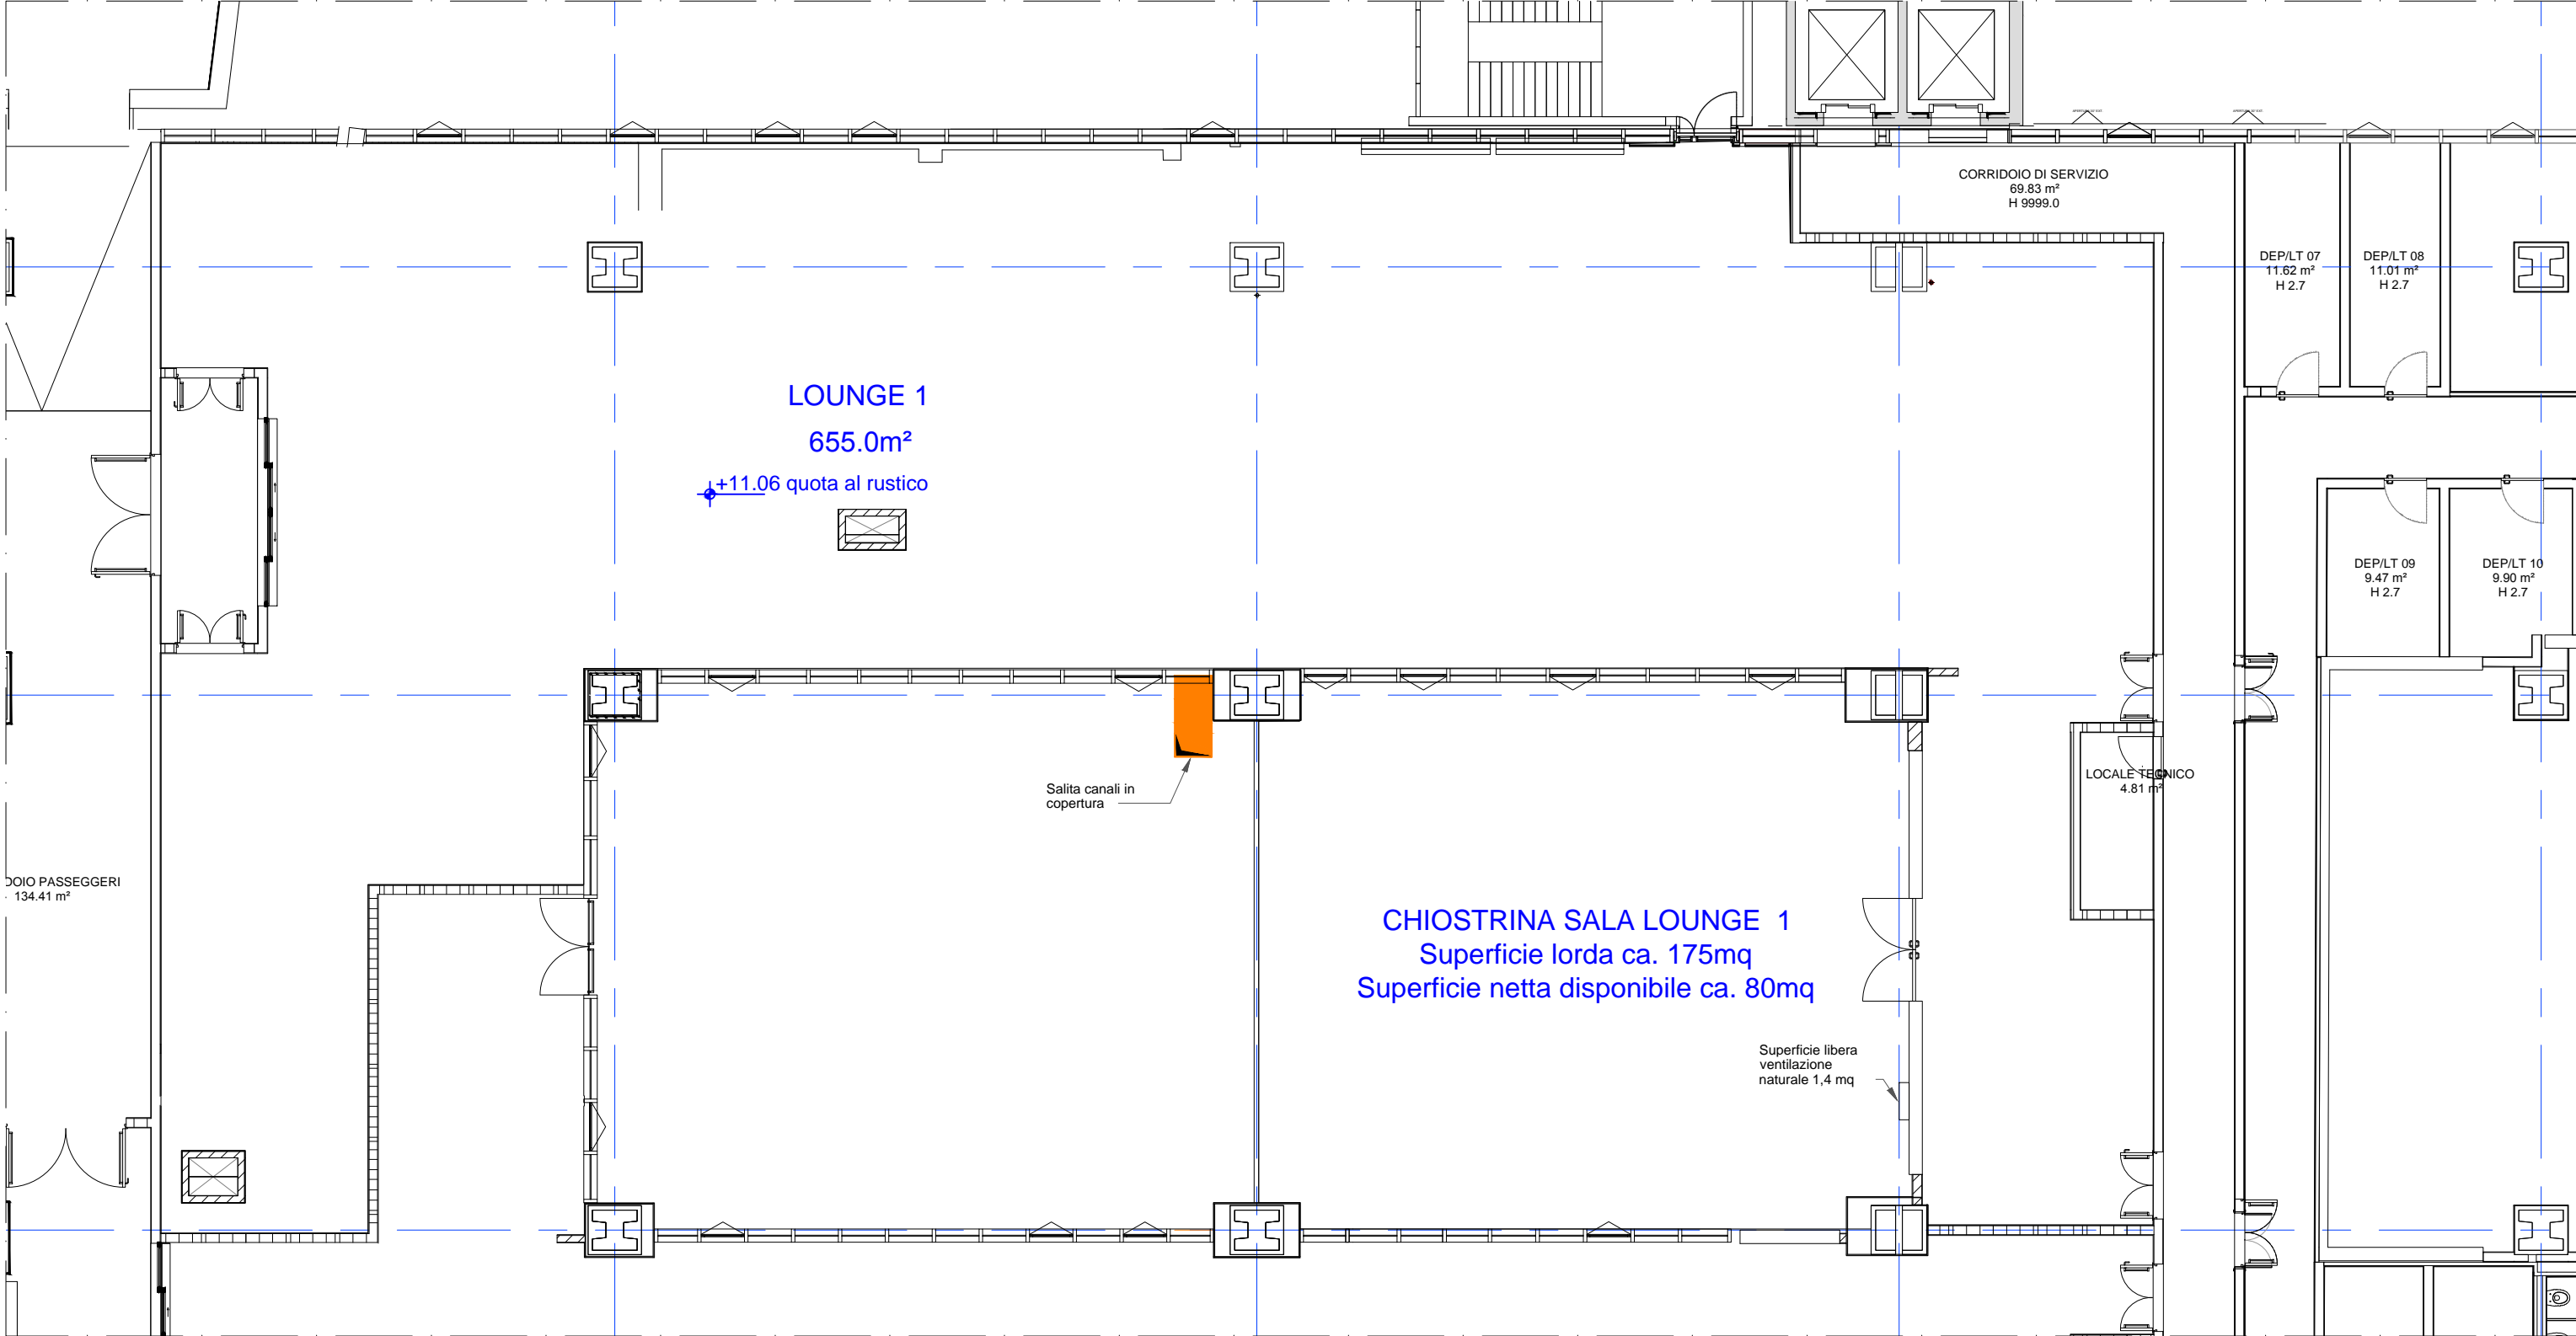 CORRIDOIO DI SERVIZIO
69.83 m²
H 9999.0
DEP/LT 07
11.62 m²
H 2.7
DEP/LT 08
11.01 m²
H 2.7
LOUNGE 1
655.0m²
+11.06 quota al rustico
DEP/LT 09
9.47 m²
H 2.7
DEP/LT 10
9.90 m²
H 2.7
Salita canali in
copertura
LOCALE TECNICO
4.81 m²
DOIO PASSEGGERI
134.41 m²
CHIOSTRINA SALA LOUNGE 1
Superficie lorda ca. 175mq
Superficie netta disponibile ca. 80mq
Superficie libera
ventilazione
naturale 1,4 mq